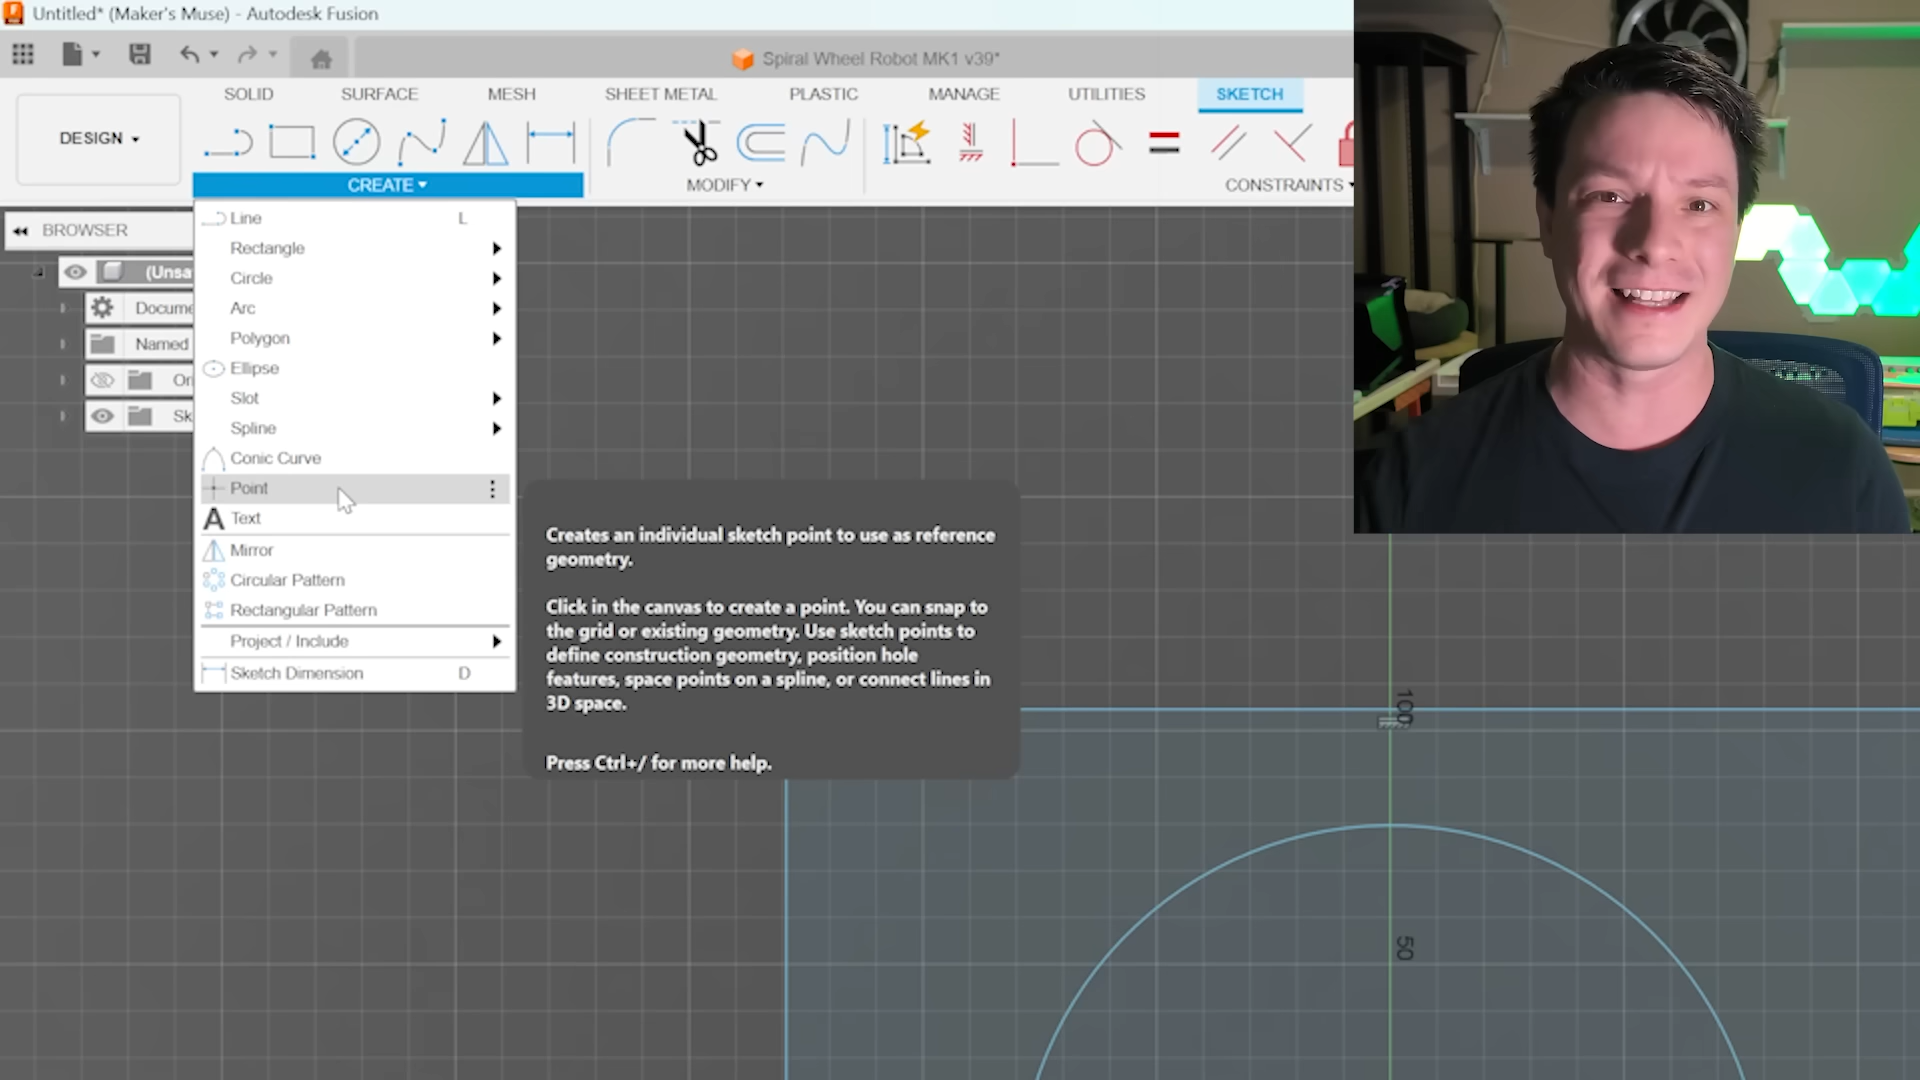 Untitled* (Maker's Muse) - Autodesk Fusion
Spiral Wheel Robot MK1 v39*
DESIGN
SOLID SURFACE MESH SHEET METAL PLASTIC MANAGE UTILITIES SKETCH
CREATE MODIFY CONSTRAINTS
BROWSER
(Unsa
Docume
Named
Ori
Sk
Line L
Rectangle
Circle
Arc
Polygon
Ellipse
Slot
Spline
Conic Curve
Point
A Text
Mirror
Circular Pattern
Rectangular Pattern
Project / Include
Sketch Dimension D
Creates an individual sketch point to use as reference
geometry.
Click in the canvas to create a point. You can snap to
the grid or existing geometry. Use sketch points to
define construction geometry, position hole
features, space points on a spline, or connect lines in
3D space.
Press Ctrl+/ for more help.
100
50